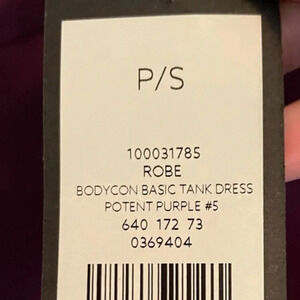 P/S
100031785
ROBE
BODYCON BASIC TANK DRESS
POTENT PURPLE #5
640 172 73
0369404